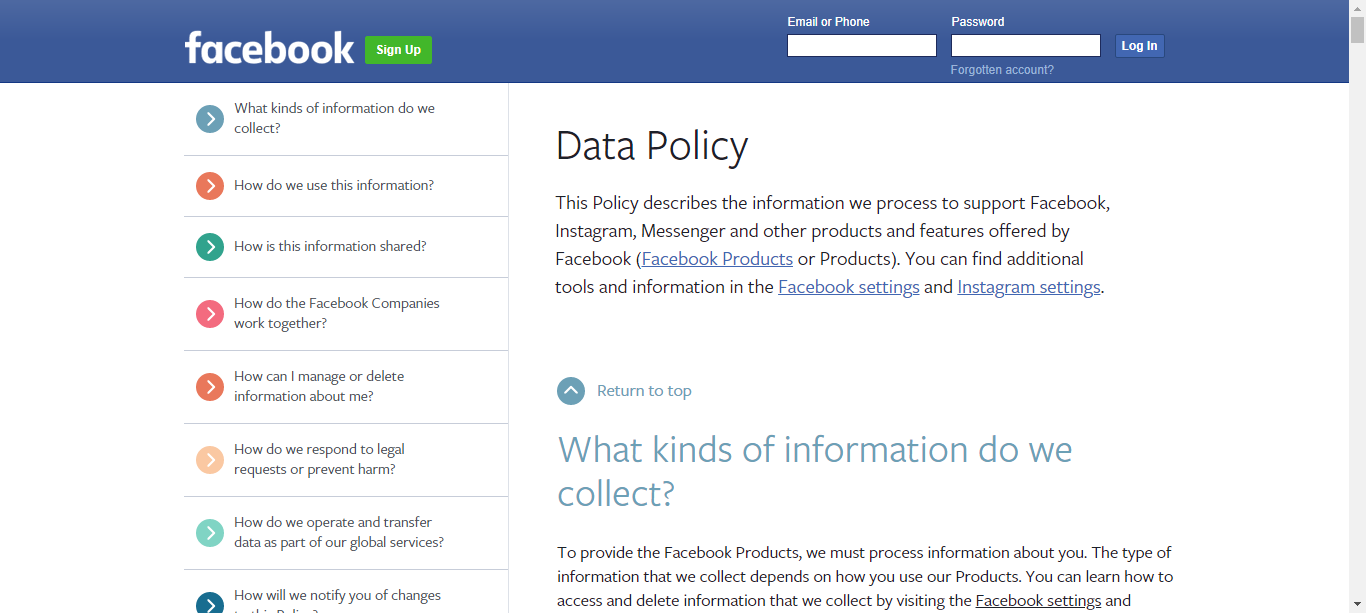 facebook
Sign Up
Email or Phone
Password
Log In
Forgotten account?
What kinds of information do we
collect?
How do we use this information?
How is this information shared?
How do the Facebook Companies
work together?
How can I manage or delete
information about me?
How do we respond to legal
requests or prevent harm?
How do we operate and transfer
data as part of our global services?
How will we notify you of changes
to this Policy?
Data Policy
This Policy describes the information we process to support Facebook,
Instagram, Messenger and other products and features offered by
Facebook (Facebook Products or Products). You can find additional
tools and information in the Facebook settings and Instagram settings.
Return to top
What kinds of information do we
collect?
To provide the Facebook Products, we must process information about you. The type of
information that we collect depends on how you use our Products. You can learn how to
access and delete information that we collect by visiting the Facebook settings and